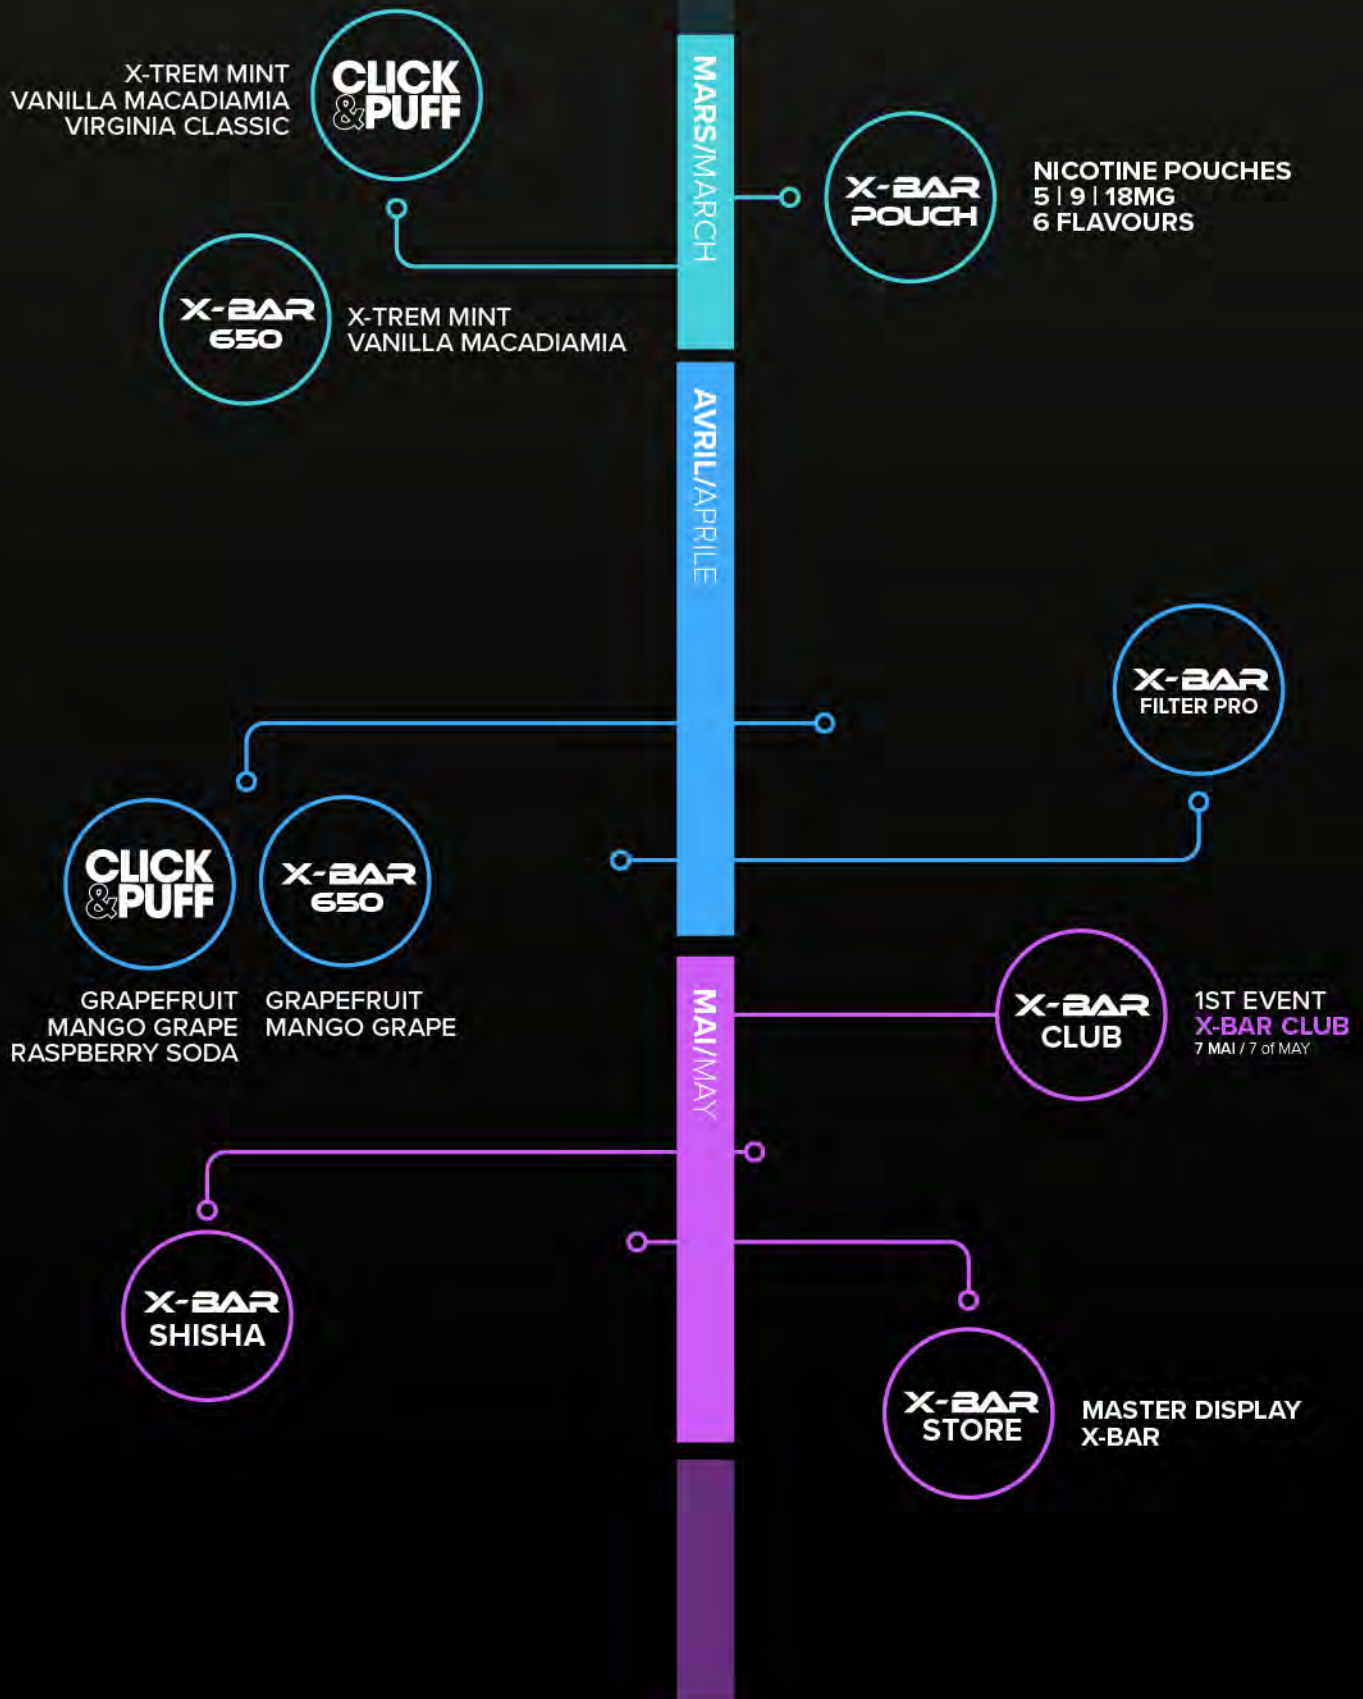 X-TREM MINT
VANILLA MACADIAMIA
VIRGINIA CLASSIC
CLICK
&PUFF
MARS/MARCH
X-BAR
POUCH
NICOTINE POUCHES
5 | 9 | 18MG
6 FLAVOURS
X-BAR
650
X-TREM MINT
VANILLA MACADIAMIA
AVRIL/APRILE
X-BAR
FILTER PRO
CLICK
&PUFF
GRAPEFRUIT
MANGO GRAPE
RASPBERRY SODA
X-BAR
650
GRAPEFRUIT
MANGO GRAPE
MAI/MAY
X-BAR
CLUB
1ST EVENT
X-BAR CLUB
7 MAI / 7 of MAY
X-BAR
SHISHA
X-BAR
STORE
MASTER DISPLAY
X-BAR